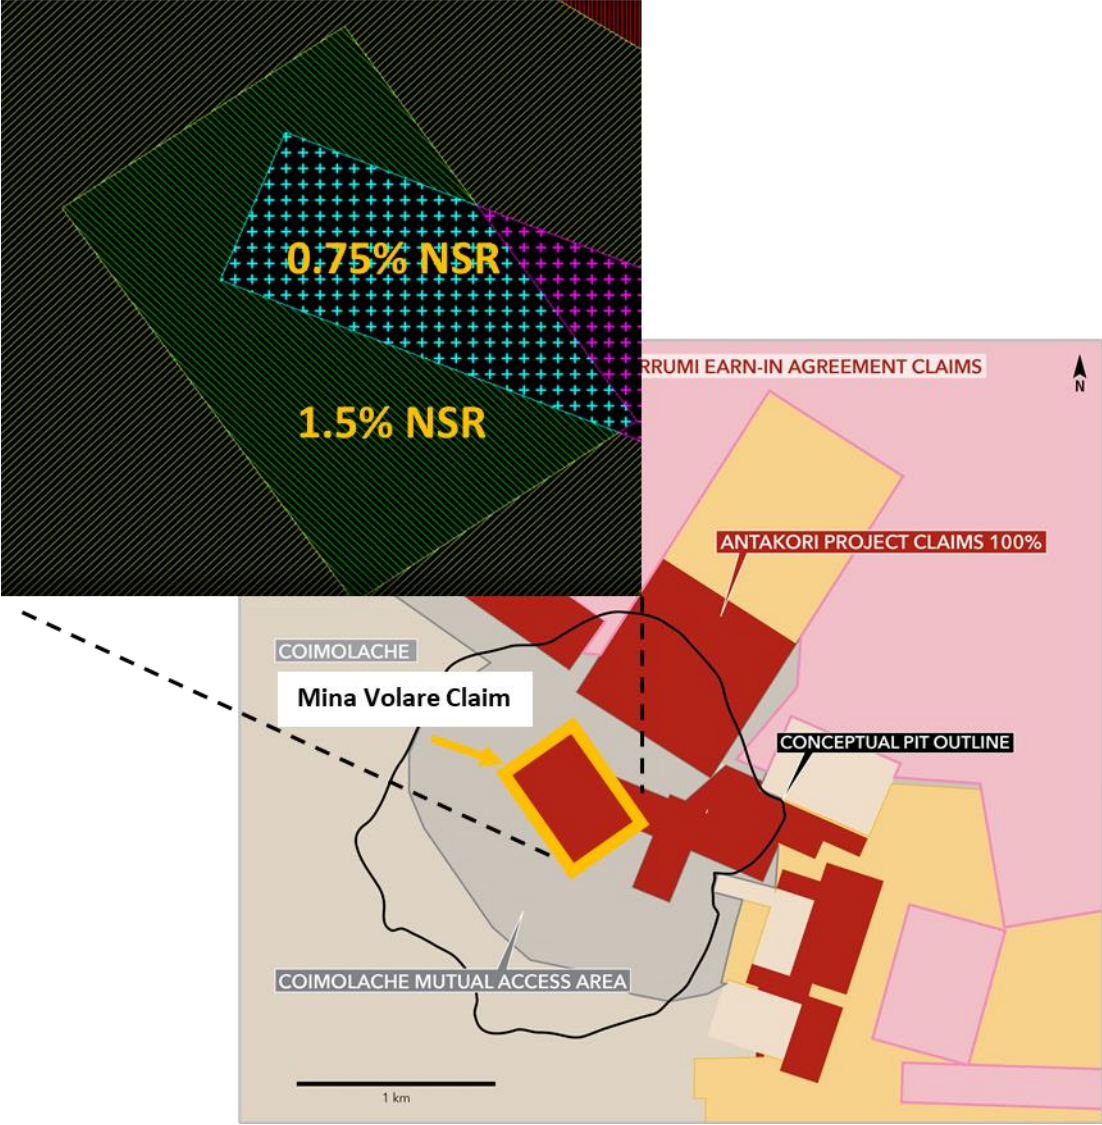 0.75% NSR
1.5% NSR
RRUMI EARN-IN AGREEMENT CLAIMS
N
ANTAKORI PROJECT CLAIMS 100%
COIMOLACHE
Mina Volare Claim
CONCEPTUAL PIT OUTLINE
COIMOLACHE MUTUAL ACCESS AREA
1 km